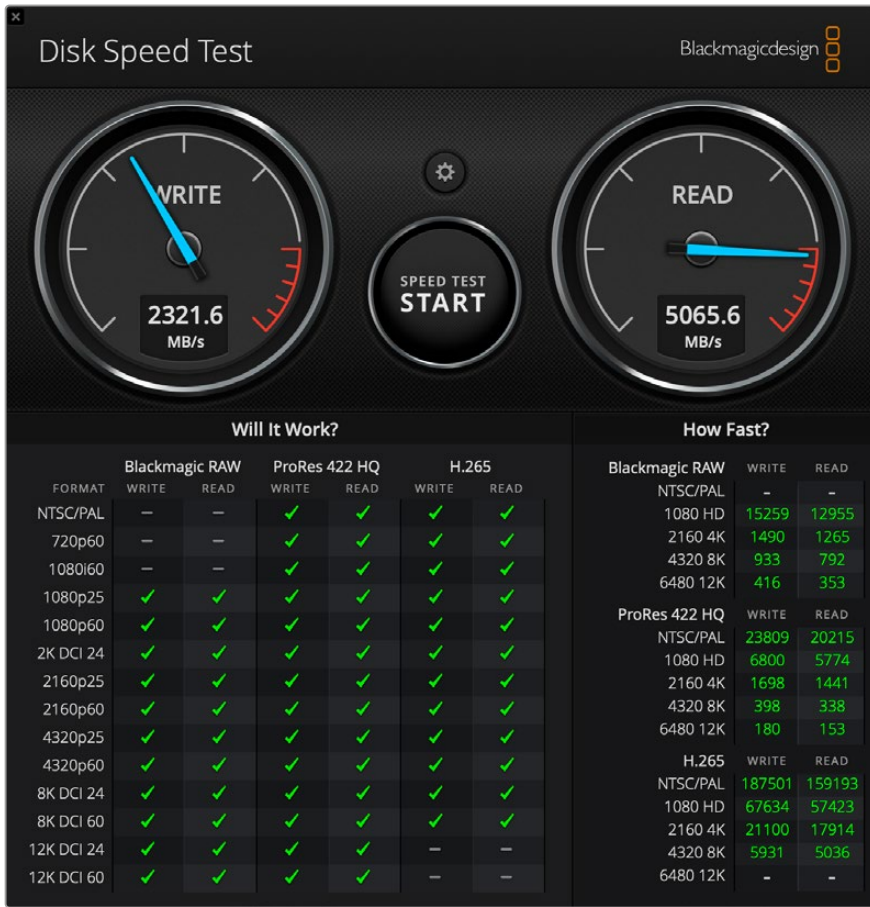 Disk Speed Test
Blackmagicdesign
WRITE
2321.6
MB/s
SPEED TEST
START
READ
5065.6
MB/s
Will It Work?
Blackmagic RAW ProRes 422 HQ H.265
FORMAT WRITE READ WRITE READ WRITE READ
NTSC/PAL – – ✓ ✓ ✓ ✓
720p60 – – ✓ ✓ ✓ ✓
1080i60 – – ✓ ✓ ✓ ✓
1080p25 ✓ ✓ ✓ ✓ ✓ ✓
1080p60 ✓ ✓ ✓ ✓ ✓ ✓
2K DCI 24 ✓ ✓ ✓ ✓ ✓ ✓
2160p25 ✓ ✓ ✓ ✓ ✓ ✓
2160p60 ✓ ✓ ✓ ✓ ✓ ✓
4320p25 ✓ ✓ ✓ ✓ ✓ ✓
4320p60 ✓ ✓ ✓ ✓ ✓ ✓
8K DCI 24 ✓ ✓ ✓ ✓ ✓ ✓
8K DCI 60 ✓ ✓ ✓ ✓ ✓ ✓
12K DCI 24 ✓ ✓ ✓ ✓ – –
12K DCI 60 ✓ ✓ ✓ ✓ – –
How Fast?
Blackmagic RAW WRITE READ
NTSC/PAL - -
1080 HD 15259 12955
2160 4K 1490 1265
4320 8K 933 792
6480 12K 416 353
ProRes 422 HQ WRITE READ
NTSC/PAL 23809 20215
1080 HD 6800 5774
2160 4K 1698 1441
4320 8K 398 338
6480 12K 180 153
H.265 WRITE READ
NTSC/PAL 187501 159193
1080 HD 67634 57423
2160 4K 21100 17914
4320 8K 5931 5036
6480 12K - -